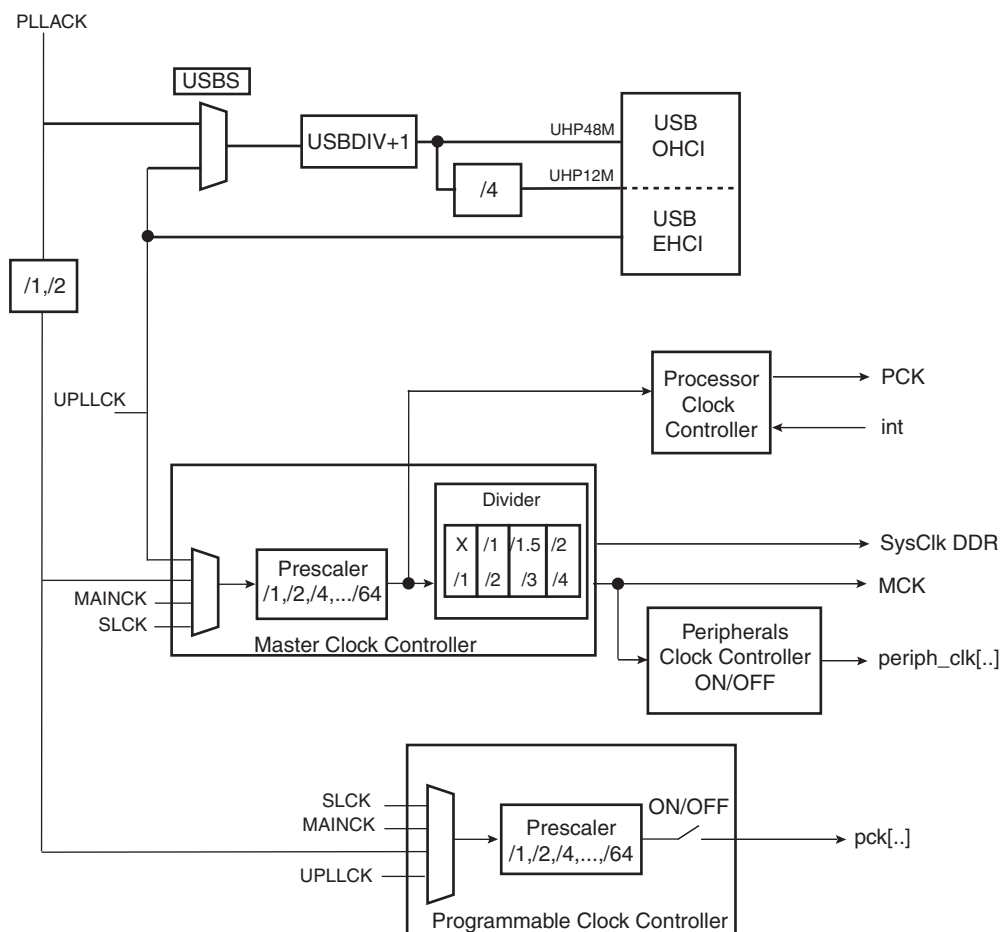 PLLACK
USBS
USBDIV+1
UHP48M
USB
OHCI
/4
UHP12M
USB
EHCI
/1,/2
UPLLCK
Processor
Clock
Controller
PCK
int
Divider
X /1 /1.5 /2
/1 /2 /3 /4
SysClk DDR
MCK
Prescaler
/1,/2,/4,.../64
MAINCK
SLCK
Master Clock Controller
Peripherals
Clock Controller
ON/OFF
periph_clk[..]
SLCK
MAINCK
UPLLCK
Prescaler
/1,/2,/4,...,/64
ON/OFF
pck[..]
Programmable Clock Controller